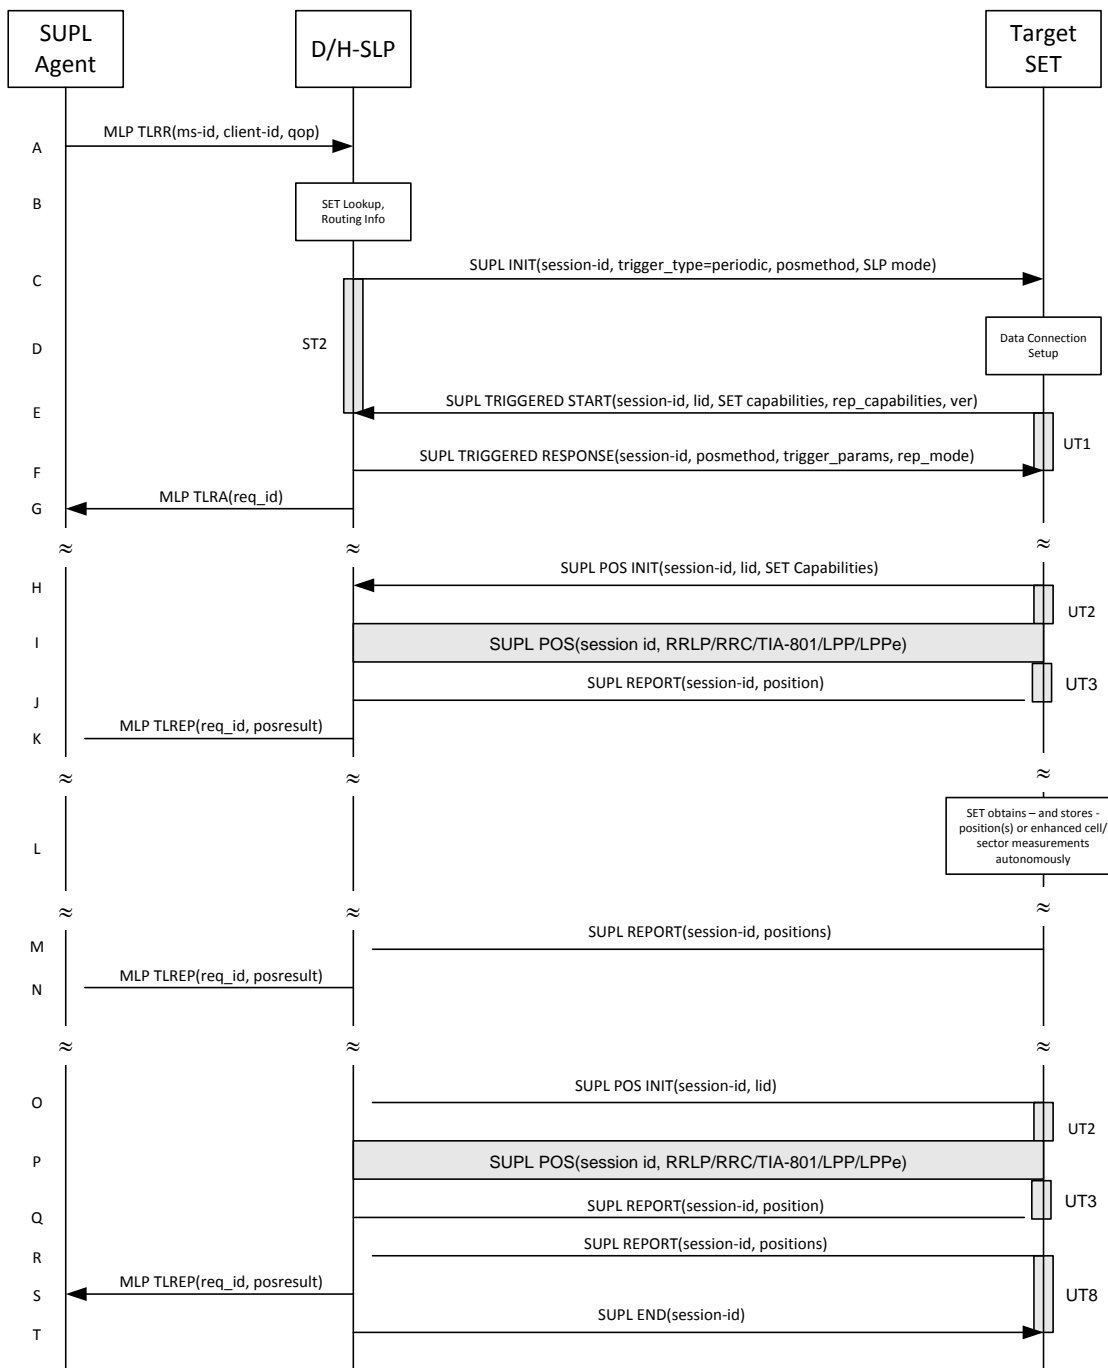 SUPL
Agent
D/H-SLP
Target
SET
A
MLP TLRR(ms-id, client-id, qop)
B
SET Lookup,
Routing Info
C
SUPL INIT(session-id, trigger_type=periodic, posmethod, SLP mode)
D
ST2
Data Connection
Setup
E
SUPL TRIGGERED START(session-id, lid, SET capabilities, rep_capabilities, ver)
UT1
F
SUPL TRIGGERED RESPONSE(session-id, posmethod, trigger_params, rep_mode)
G
MLP TLRA(req_id)
≈ ≈ ≈
H
SUPL POS INIT(session-id, lid, SET Capabilities)
UT2
I
SUPL POS(session id, RRLP/RRC/TIA-801/LPP/LPPe)
J
SUPL REPORT(session-id, position)
UT3
K
MLP TLREP(req_id, posresult)
≈ ≈ ≈
L
SET obtains – and stores -
position(s) or enhanced cell/
sector measurements
autonomously
≈ ≈ ≈
M
SUPL REPORT(session-id, positions)
N
MLP TLREP(req_id, posresult)
≈ ≈ ≈
O
SUPL POS INIT(session-id, lid)
UT2
P
SUPL POS(session id, RRLP/RRC/TIA-801/LPP/LPPe)
Q
SUPL REPORT(session-id, position)
UT3
R
SUPL REPORT(session-id, positions)
S
MLP TLREP(req_id, posresult)
UT8
T
SUPL END(session-id)